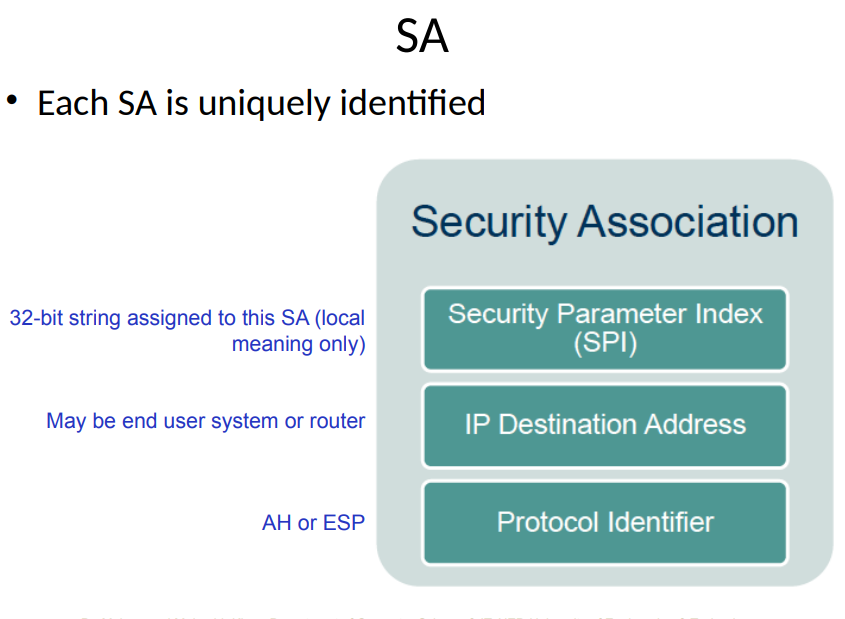 SA
• Each SA is uniquely identified
Security Association
32-bit string assigned to this SA (local
meaning only)
Security Parameter Index
(SPI)
May be end user system or router
IP Destination Address
AH or ESP
Protocol Identifier